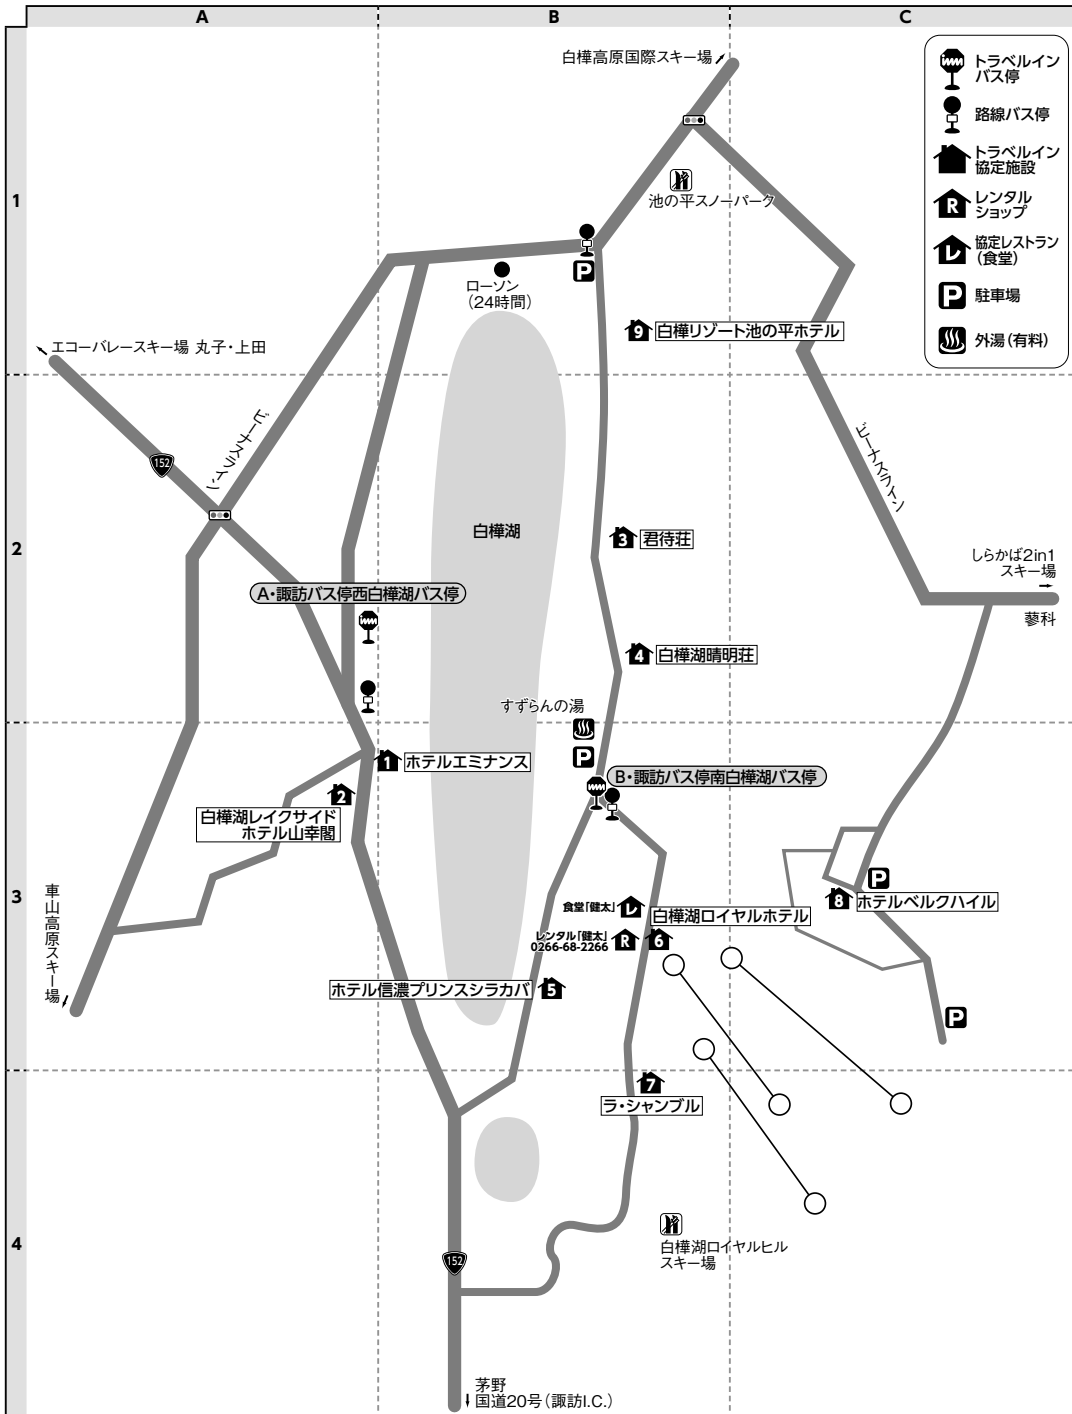 A
B
C
1
2
3
4
トラベルイン
バス停
路線バス停
トラベルイン
協定施設
R
レンタル
ショップ
レ
協定レストラン
(食堂)
P
駐車場
外湯(有料)
白樺高原国際スキー場
池の平スノーパーク
P
ローソン
(24時間)
9
白樺リゾート池の平ホテル
エコーバレースキー場 丸子・上田
ビーナスライン
152
ビーナスライン
白樺湖
3
君待荘
しらかば2in1
スキー場
蓼科
A・諏訪バス停西白樺湖バス停
4
白樺湖晴明荘
すずらんの湯
P
B・諏訪バス停南白樺湖バス停
1
ホテルエミナンス
2
白樺湖レイクサイド
ホテル山幸閣
車山高原スキー場
食堂「健太」
レ
レンタル「健太」
0266-68-2266
R
6
白樺湖ロイヤルホテル
P
8
ホテルベルクハイル
ホテル信濃プリンスシラカバ
5
P
7
ラ・シャンブル
白樺湖ロイヤルヒル
スキー場
152
茅野
国道20号(諏訪I.C.)